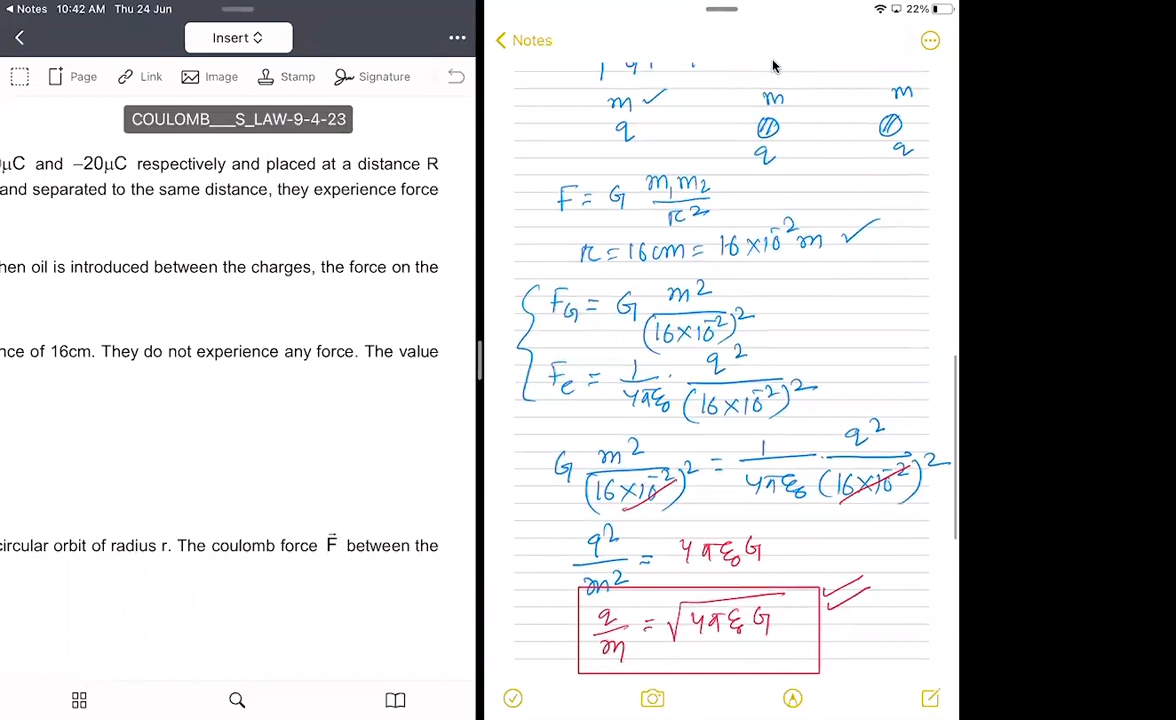 Notes 10:42 AM Thu 24 Jun
Insert
Page Link Image Stamp Signature
COULOMB___S_LAW-9-4-23
μC and −20μC respectively and placed at a distance R
and separated to the same distance, they experience force
hen oil is introduced between the charges, the force on the
nce of 16cm. They do not experience any force. The value
circular orbit of radius r. The coulomb force F⃗ between the
22%
Notes
m ✓ m m
q q q
F = G m₁m₂/r²
r = 16cm = 16×10⁻² m ✓
F_G = G m²/(16×10⁻²)²
F_e = 1/4πε₀ · q²/(16×10⁻²)²
G m²/(16×10⁻²)² = 1/4πε₀ · q²/(16×10⁻²)²
q²/m² = 4πε₀G
q/m = √4πε₀G